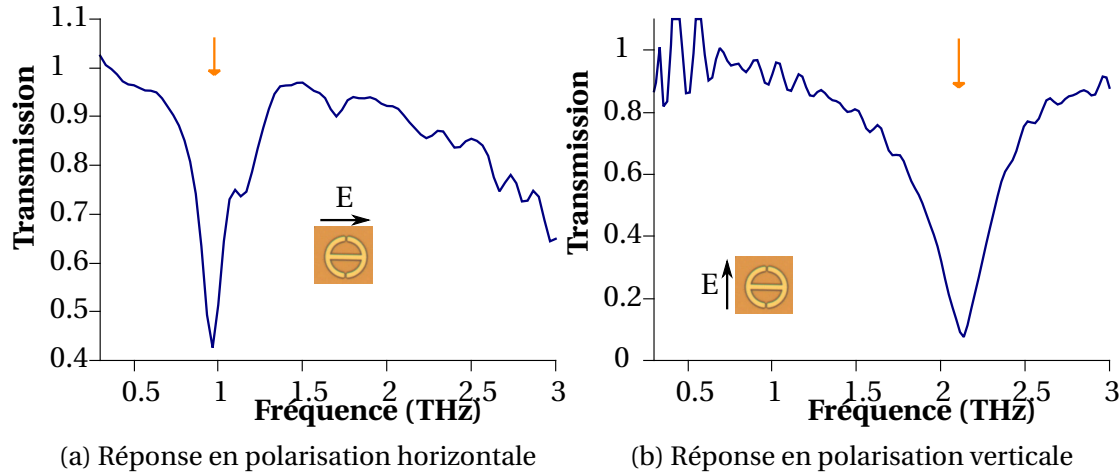 Transmission
1.1
1
0.9
0.8
0.7
0.6
0.5
0.4
E
0.5 1 1.5 2 2.5 3
Fréquence (THz)
(a) Réponse en polarisation horizontale
Transmission
1
0.8
0.6
0.4
0.2
0
E
0.5 1 1.5 2 2.5 3
Fréquence (THz)
(b) Réponse en polarisation verticale